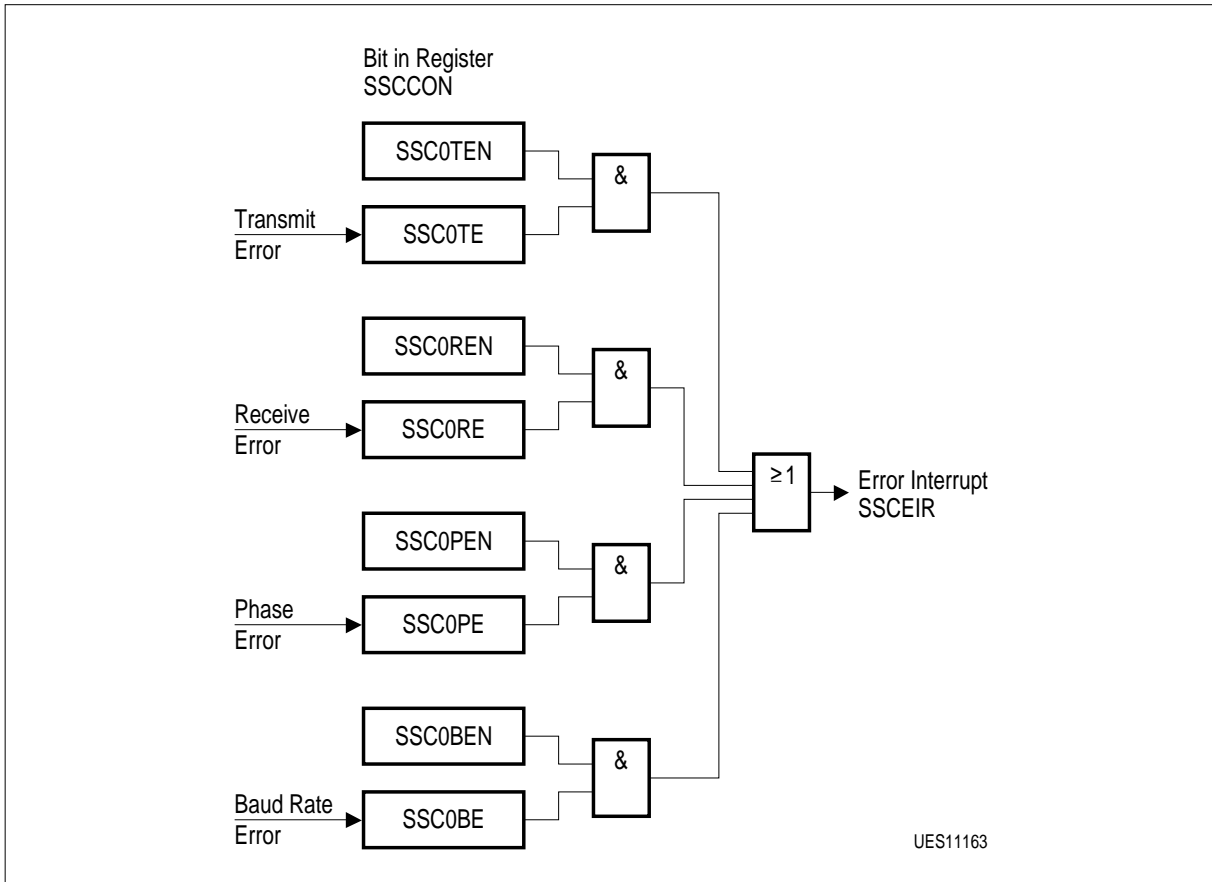 Bit in Register
SSCCON
SSC0TEN
&
Transmit
Error
SSC0TE
SSC0REN
&
Receive
Error
SSC0RE
≥1
Error Interrupt
SSCEIR
SSC0PEN
&
Phase
Error
SSC0PE
SSC0BEN
&
Baud Rate
Error
SSC0BE
UES11163